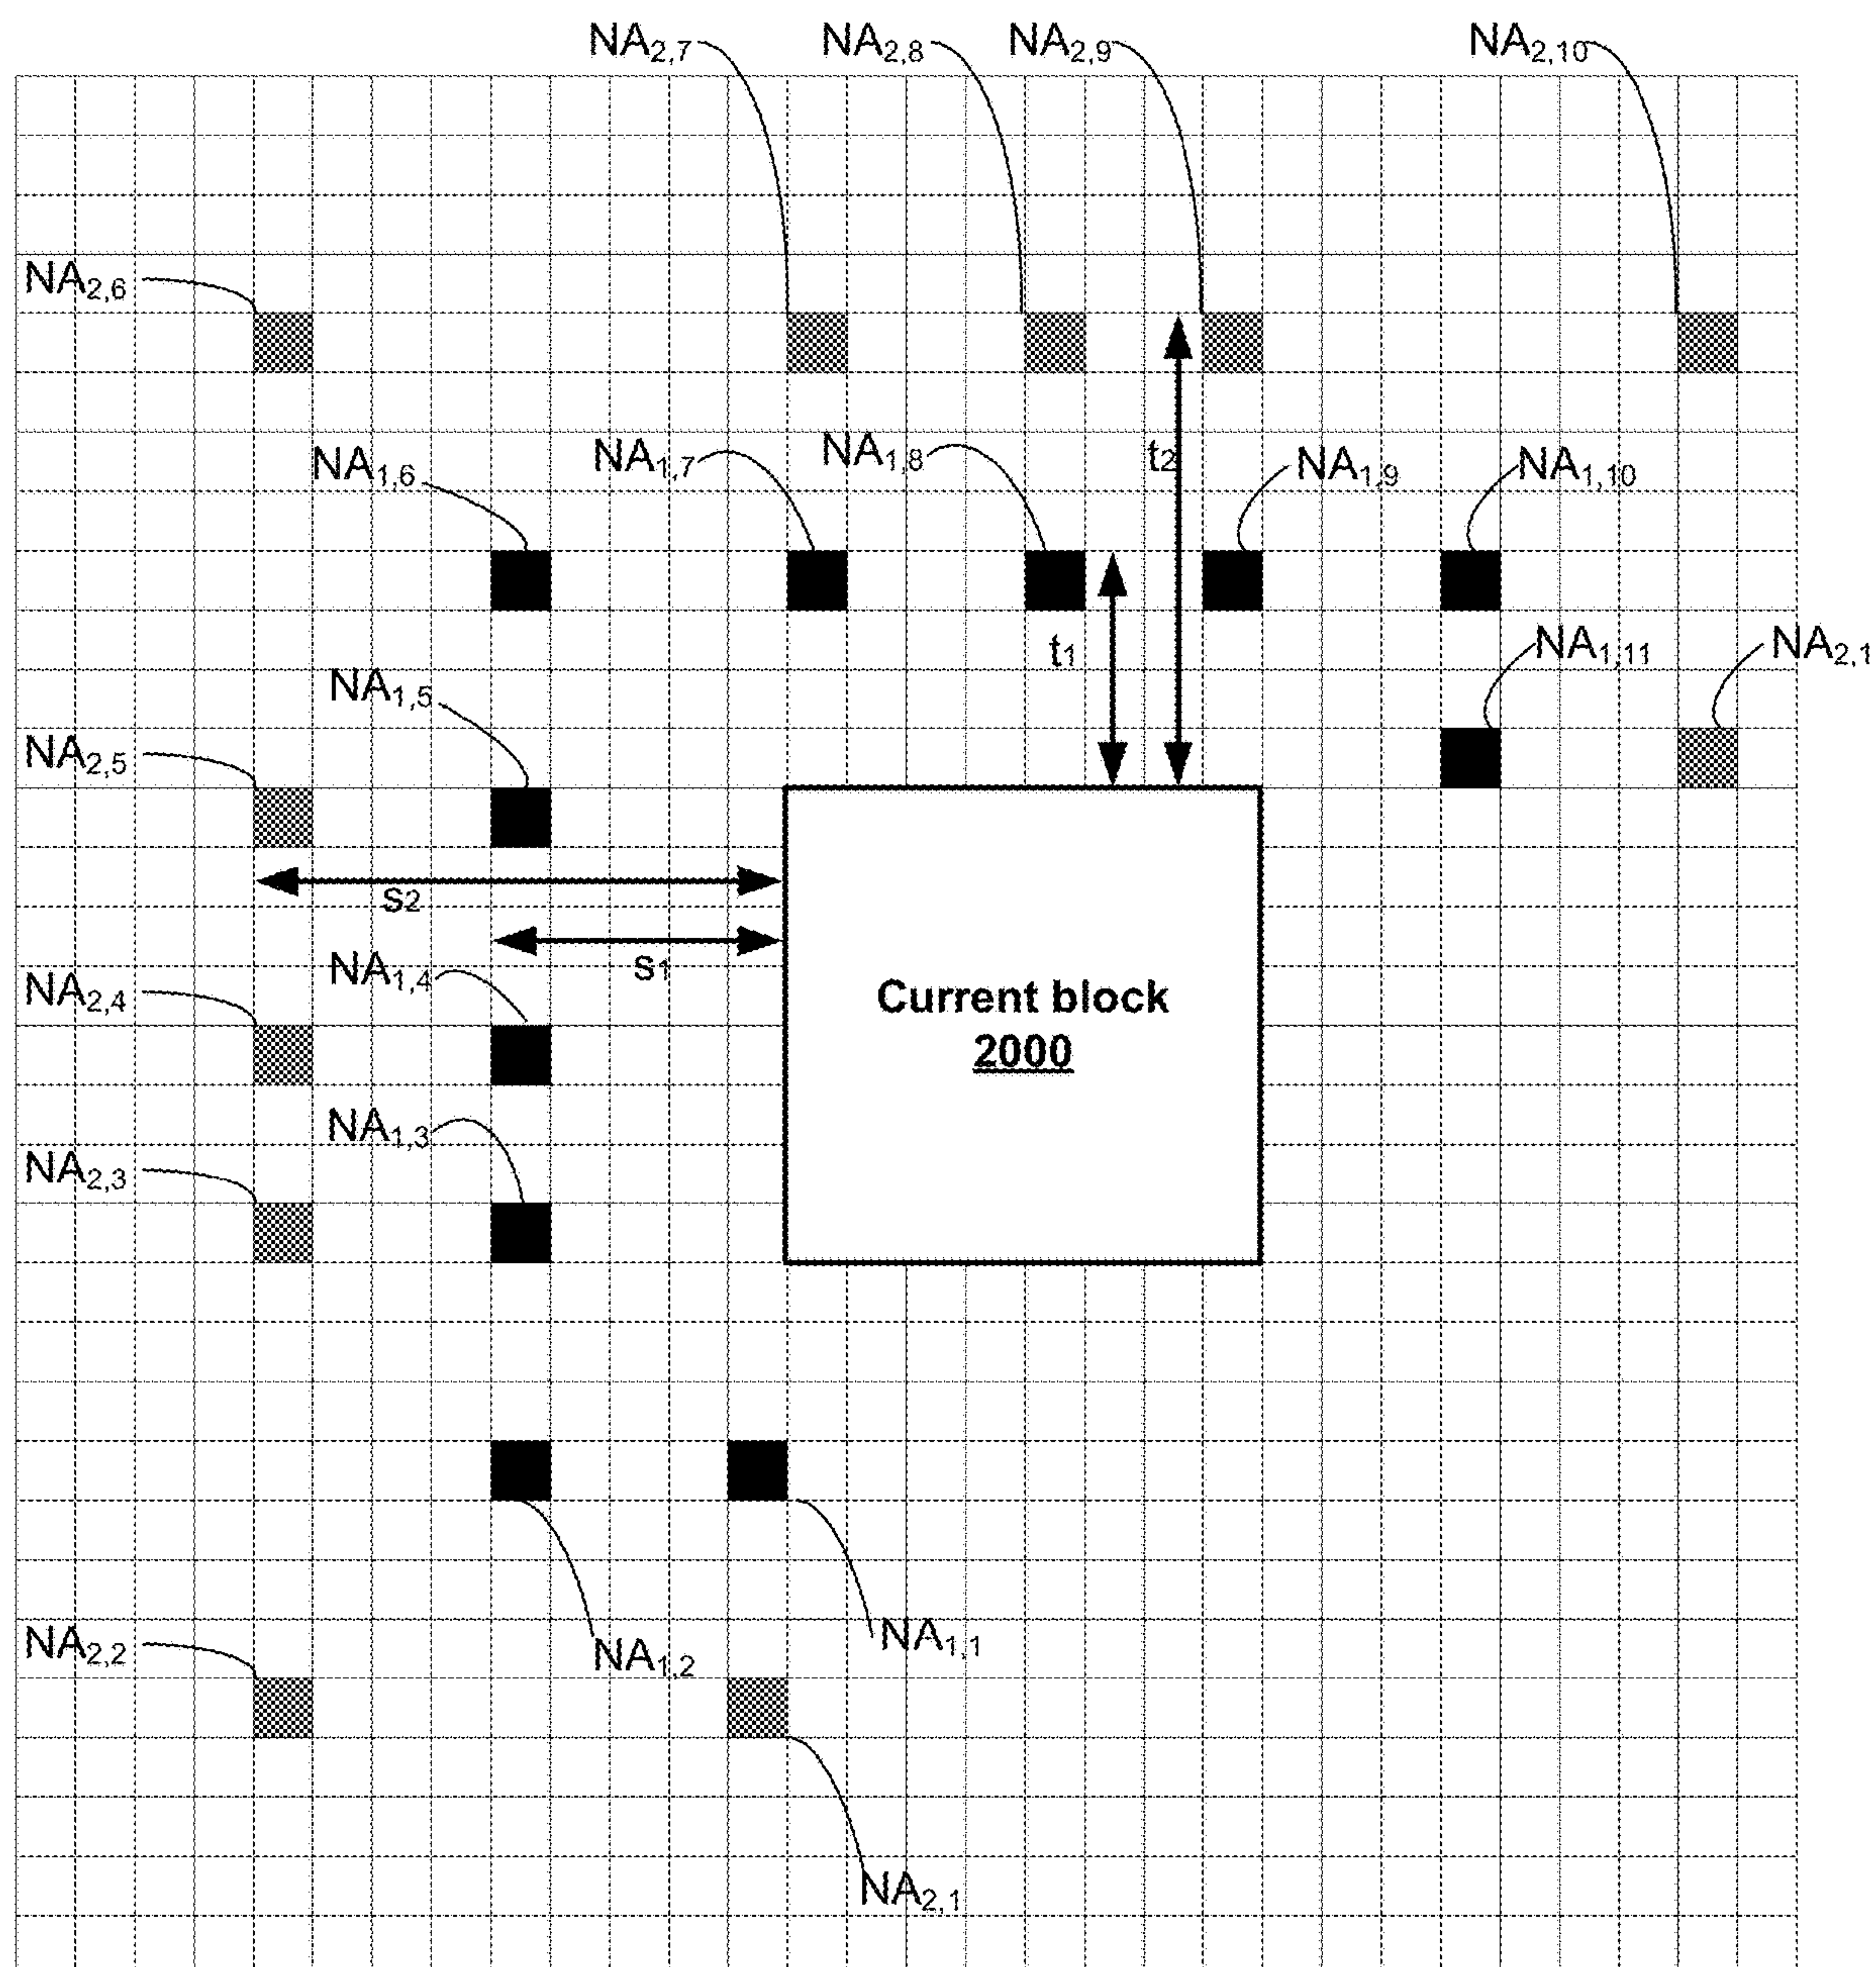 NA2,7 NA2,8 NA2,9 NA2,10
NA2,6
NA1,6 NA1,7 NA1,8 t2 NA1,9 NA1,10
t1 NA1,11 NA2,1
NA1,5
NA2,5
s2
s1
NA1,4
NA2,4
Current block
2000
NA1,3
NA2,3
NA2,2 NA1,2 NA1,1
NA2,1